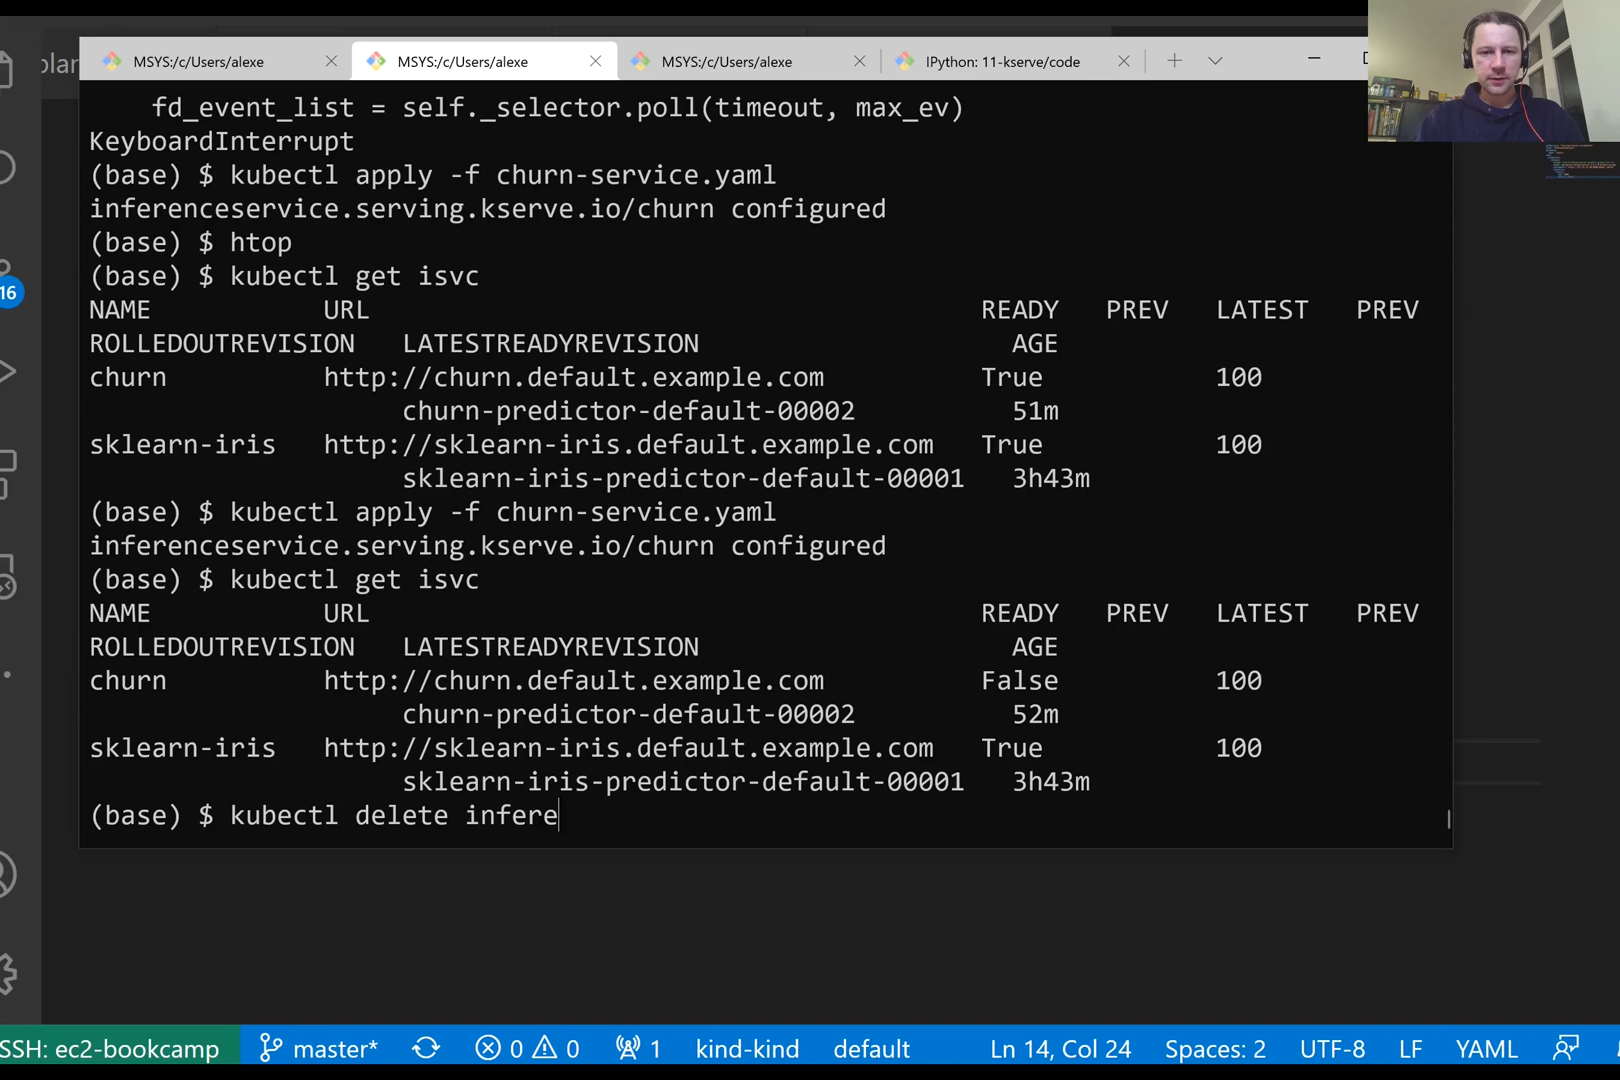 plan
MSYS:/c/Users/alexe
MSYS:/c/Users/alexe
MSYS:/c/Users/alexe
IPython: 11-kserve/code
fd_event_list = self._selector.poll(timeout, max_ev)
KeyboardInterrupt
(base) $ kubectl apply -f churn-service.yaml
inferenceservice.serving.kserve.io/churn configured
(base) $ htop
(base) $ kubectl get isvc
NAME URL READY PREV LATEST PREV
ROLLEDOUTREVISION LATESTREADYREVISION AGE
churn http://churn.default.example.com True 100
churn-predictor-default-00002 51m
sklearn-iris http://sklearn-iris.default.example.com True 100
sklearn-iris-predictor-default-00001 3h43m
(base) $ kubectl apply -f churn-service.yaml
inferenceservice.serving.kserve.io/churn configured
(base) $ kubectl get isvc
NAME URL READY PREV LATEST PREV
ROLLEDOUTREVISION LATESTREADYREVISION AGE
churn http://churn.default.example.com False 100
churn-predictor-default-00002 52m
sklearn-iris http://sklearn-iris.default.example.com True 100
sklearn-iris-predictor-default-00001 3h43m
(base) $ kubectl delete infere
16
SSH: ec2-bookcamp master* 0 0 1 kind-kind default Ln 14, Col 24 Spaces: 2 UTF-8 LF YAML